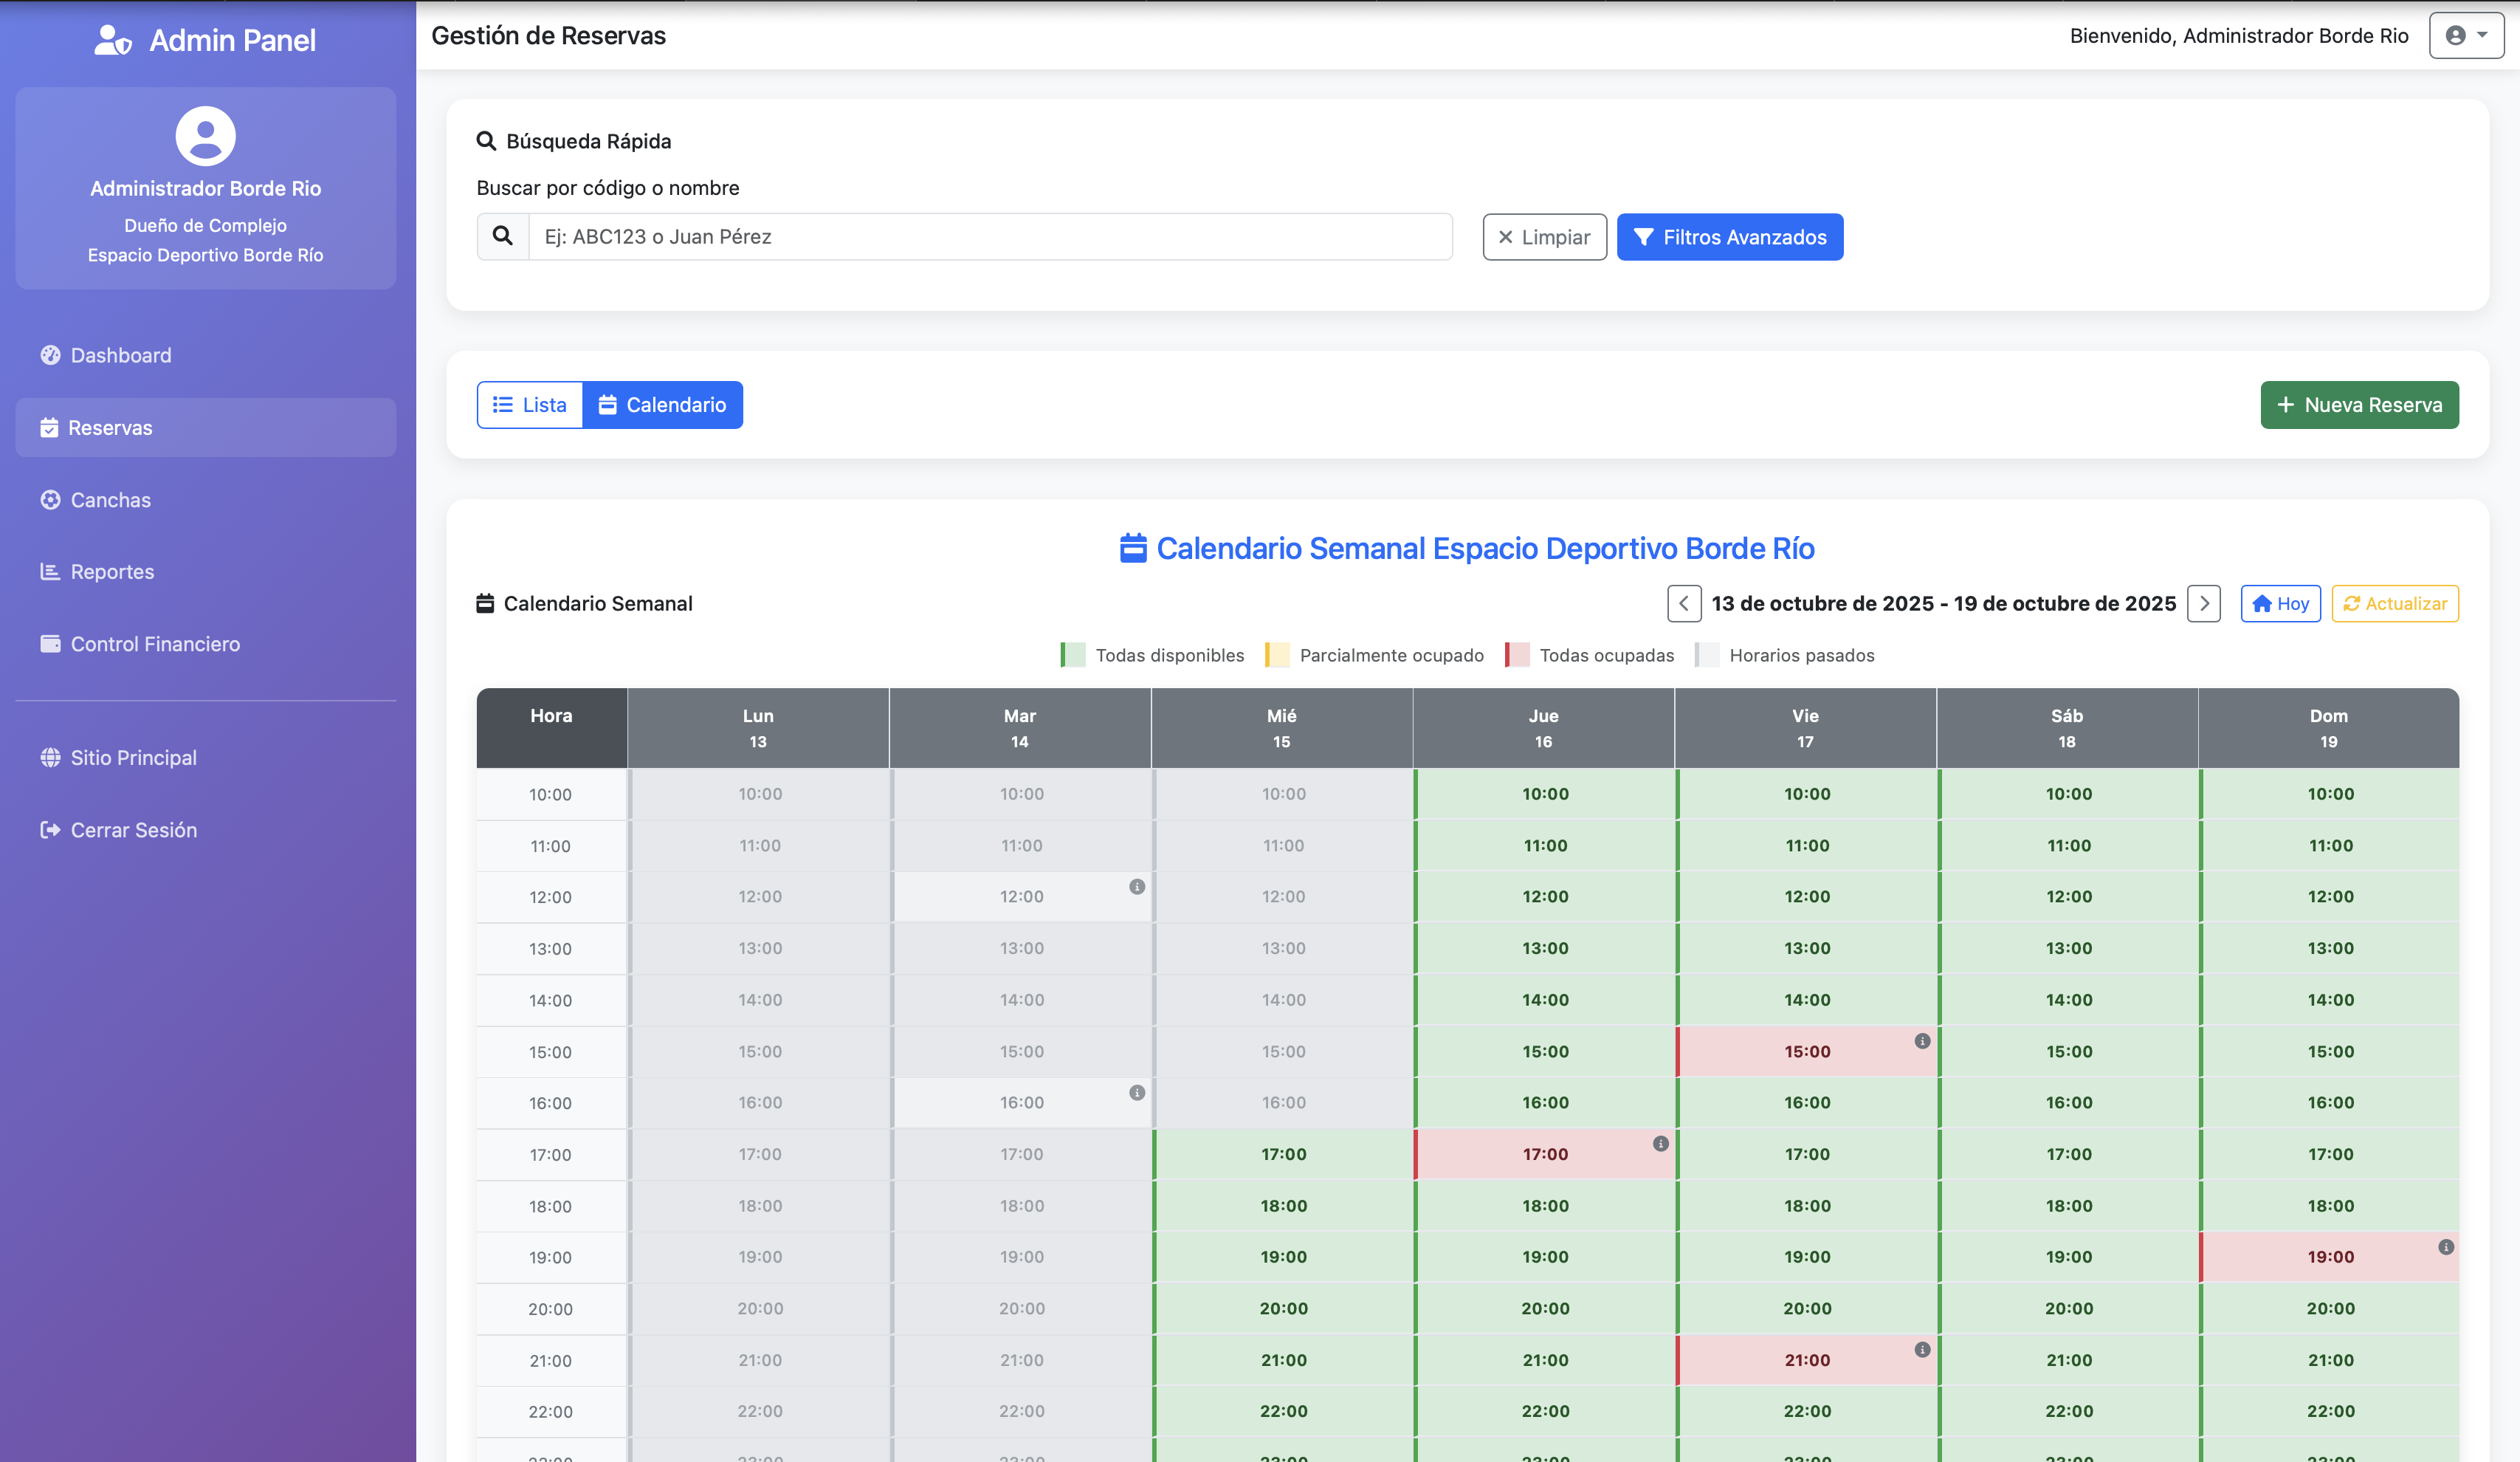 Admin Panel
Administrador Borde Rio
Dueño de Complejo
Espacio Deportivo Borde Río
Dashboard
Reservas
Canchas
Reportes
Control Financiero
Sitio Principal
Cerrar Sesión
Gestión de Reservas
Bienvenido, Administrador Borde Rio
Búsqueda Rápida
Buscar por código o nombre
Ej: ABC123 o Juan Pérez
Limpiar
Filtros Avanzados
Lista
Calendario
Nueva Reserva
Calendario Semanal Espacio Deportivo Borde Río
Calendario Semanal
13 de octubre de 2025 - 19 de octubre de 2025
Hoy
Actualizar
Todas disponibles
Parcialmente ocupado
Todas ocupadas
Horarios pasados
Hora Lun Mar Mié Jue Vie Sáb Dom
13 14 15 16 17 18 19
10:00 10:00 10:00 10:00 10:00 10:00 10:00 10:00
11:00 11:00 11:00 11:00 11:00 11:00 11:00 11:00
12:00 12:00 12:00 12:00 12:00 12:00 12:00 12:00
13:00 13:00 13:00 13:00 13:00 13:00 13:00 13:00
14:00 14:00 14:00 14:00 14:00 14:00 14:00 14:00
15:00 15:00 15:00 15:00 15:00 15:00 15:00 15:00
16:00 16:00 16:00 16:00 16:00 16:00 16:00 16:00
17:00 17:00 17:00 17:00 17:00 17:00 17:00 17:00
18:00 18:00 18:00 18:00 18:00 18:00 18:00 18:00
19:00 19:00 19:00 19:00 19:00 19:00 19:00 19:00
20:00 20:00 20:00 20:00 20:00 20:00 20:00 20:00
21:00 21:00 21:00 21:00 21:00 21:00 21:00 21:00
22:00 22:00 22:00 22:00 22:00 22:00 22:00 22:00